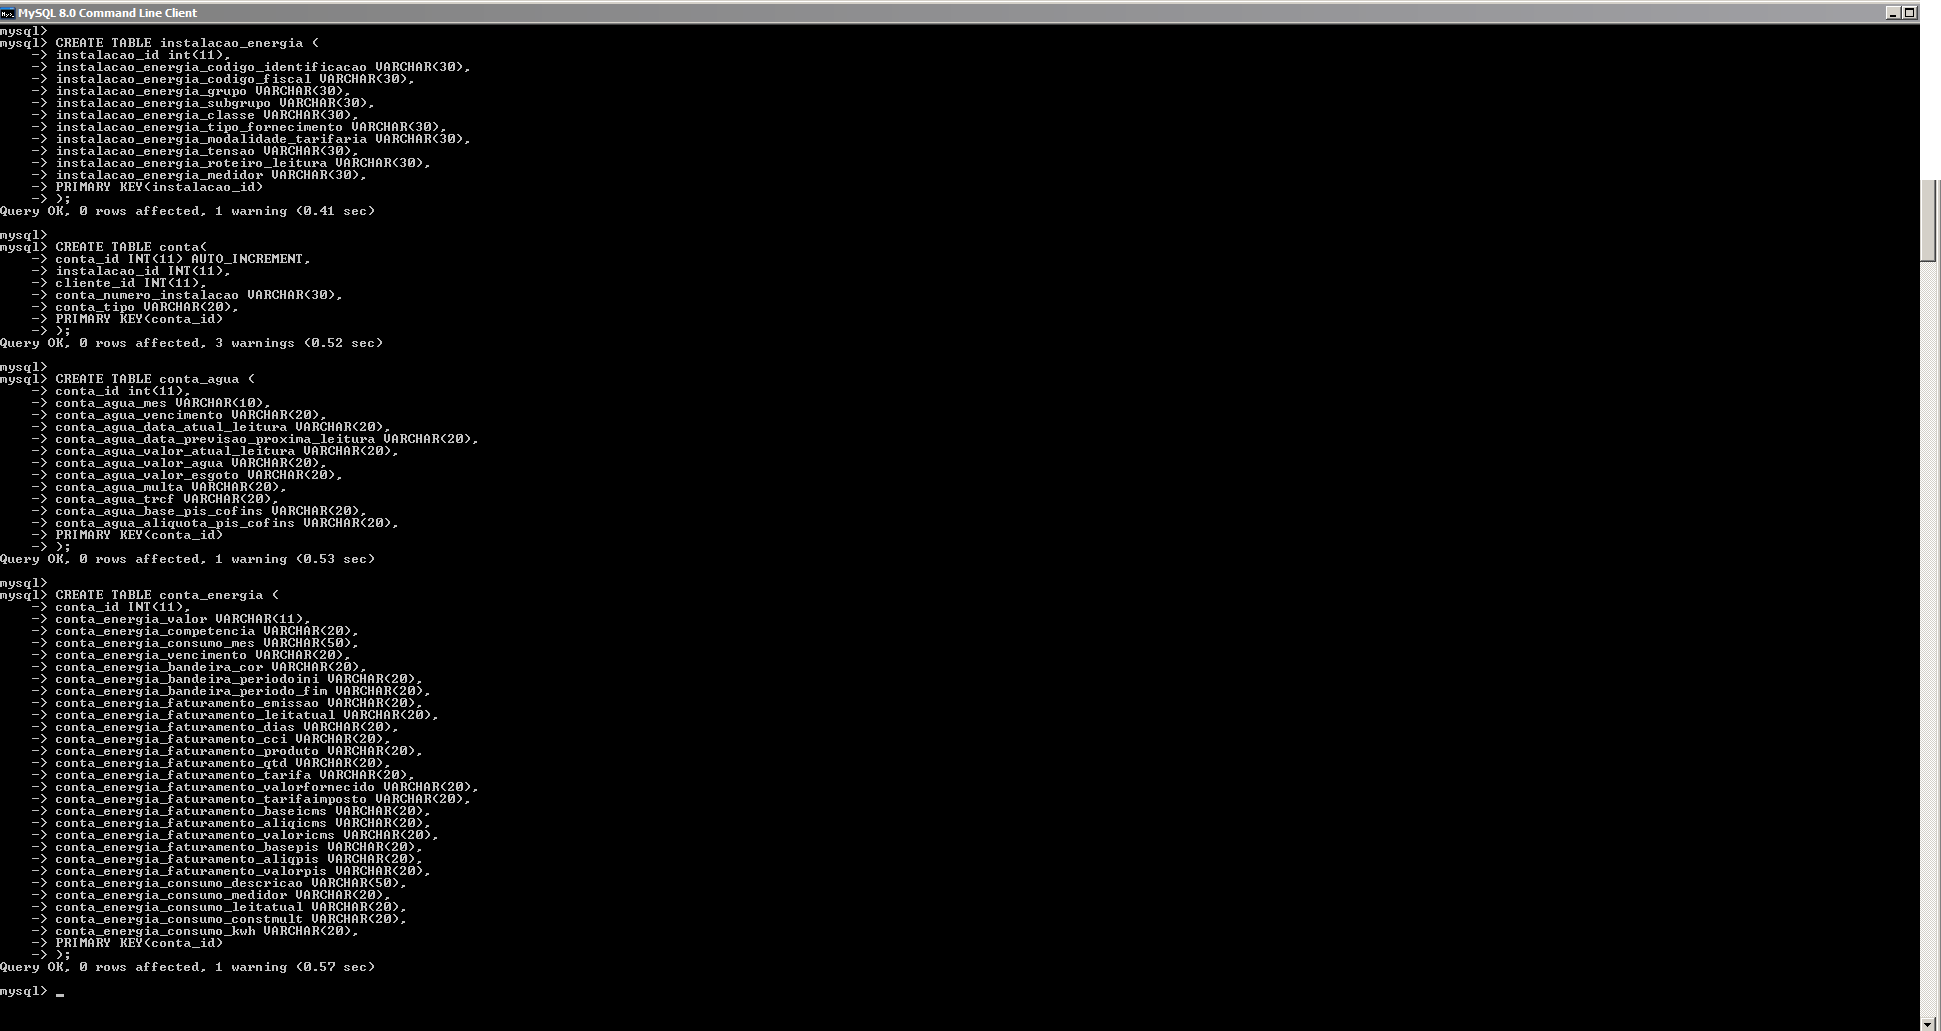 MySQL 8.0 Command Line Client
mysql>
mysql> CREATE TABLE instalacao_energia (
    -> instalacao_id int(11),
    -> instalacao_energia_codigo_identificacao VARCHAR(30),
    -> instalacao_energia_codigo_fiscal VARCHAR(30),
    -> instalacao_energia_grupo VARCHAR(30),
    -> instalacao_energia_subgrupo VARCHAR(30),
    -> instalacao_energia_classe VARCHAR(30),
    -> instalacao_energia_tipo_fornecimento VARCHAR(30),
    -> instalacao_energia_modalidade_tarifaria VARCHAR(30),
    -> instalacao_energia_tensao VARCHAR(30),
    -> instalacao_energia_roteiro_leitura VARCHAR(30),
    -> instalacao_energia_medidor VARCHAR(30),
    -> PRIMARY KEY(instalacao_id)
    -> );
Query OK, 0 rows affected, 1 warning (0.41 sec)
mysql>
mysql> CREATE TABLE conta(
    -> conta_id INT(11) AUTO_INCREMENT,
    -> instalacao_id INT(11),
    -> cliente_id INT(11),
    -> conta_numero_instalacao VARCHAR(30),
    -> conta_tipo VARCHAR(20),
    -> PRIMARY KEY(conta_id)
    -> );
Query OK, 0 rows affected, 3 warnings (0.52 sec)
mysql>
mysql> CREATE TABLE conta_agua (
    -> conta_id int(11),
    -> conta_agua_mes VARCHAR(10),
    -> conta_agua_vencimento VARCHAR(20),
    -> conta_agua_data_atual_leitura VARCHAR(20),
    -> conta_agua_data_previsao_proxima_leitura VARCHAR(20),
    -> conta_agua_valor_atual_leitura VARCHAR(20),
    -> conta_agua_valor_agua VARCHAR(20),
    -> conta_agua_valor_esgoto VARCHAR(20),
    -> conta_agua_multa VARCHAR(20),
    -> conta_agua_trcf VARCHAR(20),
    -> conta_agua_base_pis_cofins VARCHAR(20),
    -> conta_agua_aliquota_pis_cofins VARCHAR(20),
    -> PRIMARY KEY(conta_id)
    -> );
Query OK, 0 rows affected, 1 warning (0.53 sec)
mysql>
mysql> CREATE TABLE conta_energia (
    -> conta_id INT(11),
    -> conta_energia_valor VARCHAR(11),
    -> conta_energia_competencia VARCHAR(20),
    -> conta_energia_consumo_mes VARCHAR(50),
    -> conta_energia_vencimento VARCHAR(20),
    -> conta_energia_bandeira_cor VARCHAR(20),
    -> conta_energia_bandeira_periodoini VARCHAR(20),
    -> conta_energia_bandeira_periodo_fim VARCHAR(20),
    -> conta_energia_faturamento_emissao VARCHAR(20),
    -> conta_energia_faturamento_leitatual VARCHAR(20),
    -> conta_energia_faturamento_dias VARCHAR(20),
    -> conta_energia_faturamento_cci VARCHAR(20),
    -> conta_energia_faturamento_produto VARCHAR(20),
    -> conta_energia_faturamento_qtd VARCHAR(20),
    -> conta_energia_faturamento_tarifa VARCHAR(20),
    -> conta_energia_faturamento_valorfornecido VARCHAR(20),
    -> conta_energia_faturamento_tarifaimposto VARCHAR(20),
    -> conta_energia_faturamento_baseicms VARCHAR(20),
    -> conta_energia_faturamento_aliqicms VARCHAR(20),
    -> conta_energia_faturamento_valoricms VARCHAR(20),
    -> conta_energia_faturamento_basepis VARCHAR(20),
    -> conta_energia_faturamento_aliqpis VARCHAR(20),
    -> conta_energia_faturamento_valorpis VARCHAR(20),
    -> conta_energia_consumo_descricao VARCHAR(50),
    -> conta_energia_consumo_medidor VARCHAR(20),
    -> conta_energia_consumo_leitatual VARCHAR(20),
    -> conta_energia_consumo_constmult VARCHAR(20),
    -> conta_energia_consumo_kwh VARCHAR(20),
    -> PRIMARY KEY(conta_id)
    -> );
Query OK, 0 rows affected, 1 warning (0.57 sec)
mysql> _